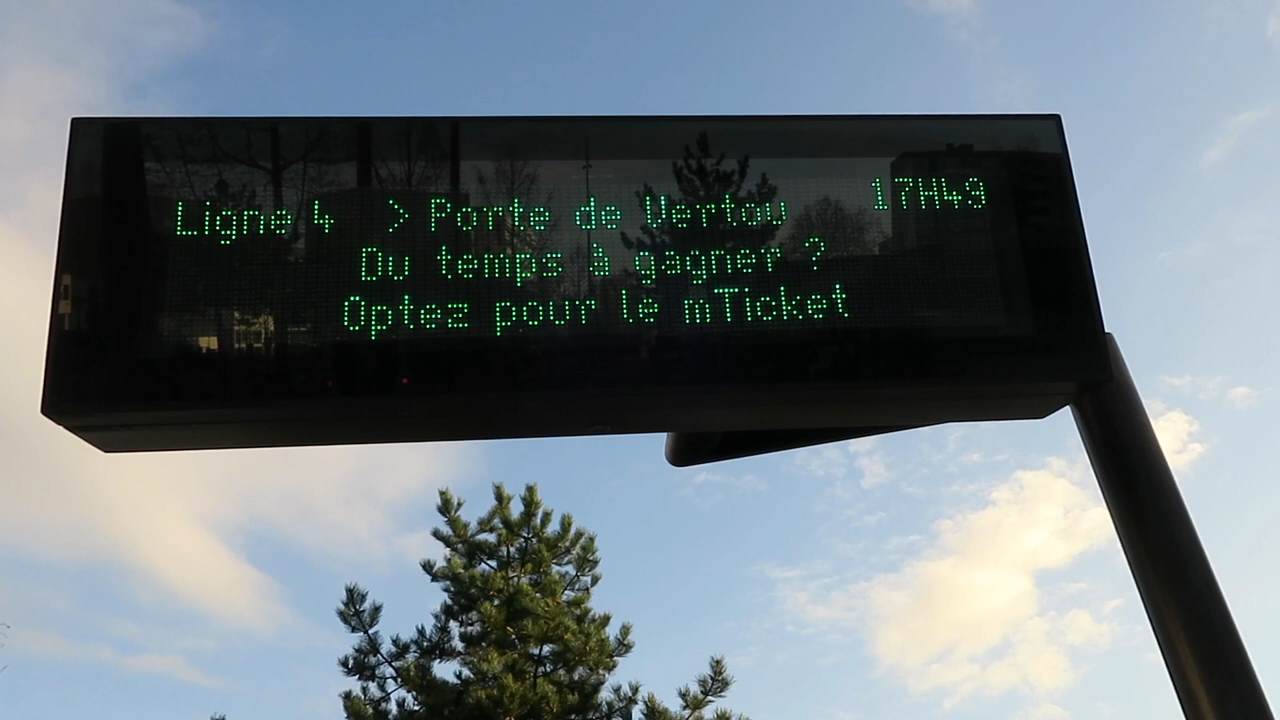 Ligne 4 > Porte de Vertou 17H49
Du temps à gagner ?
Optez pour le mTicket